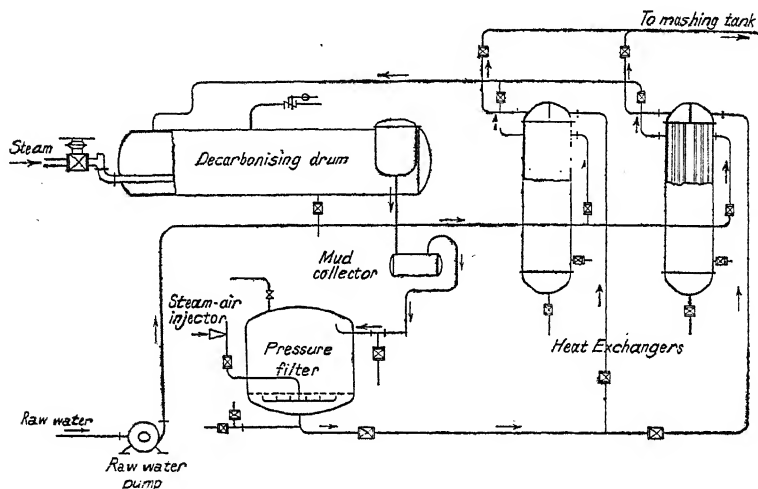 To mashing tank
Steam
Decarbonising drum
Mud
collector
Steam-air
injector
Pressure
filter
Heat Exchangers
Raw water
Raw water
pump